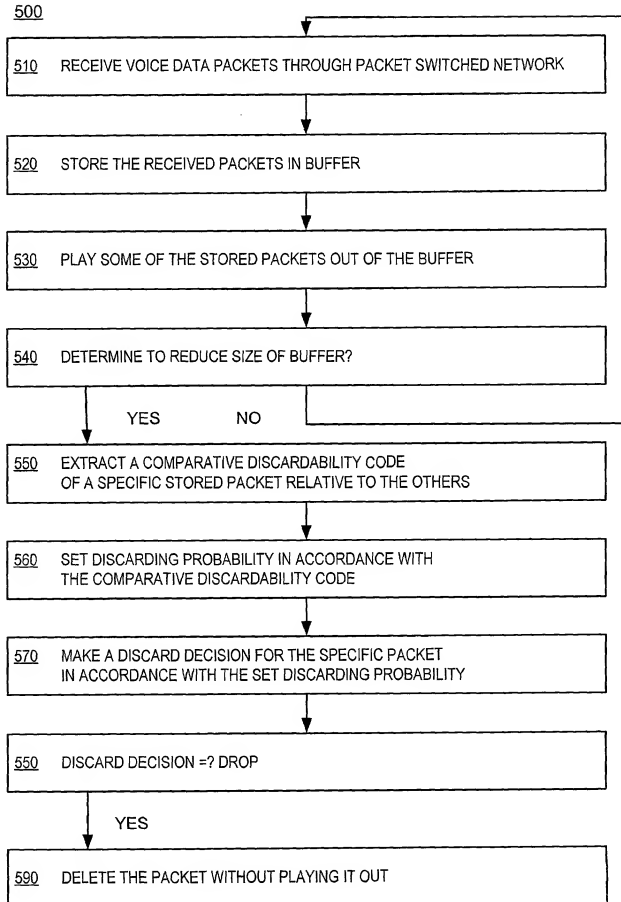 500
510 RECEIVE VOICE DATA PACKETS THROUGH PACKET SWITCHED NETWORK
520 STORE THE RECEIVED PACKETS IN BUFFER
530 PLAY SOME OF THE STORED PACKETS OUT OF THE BUFFER
540 DETERMINE TO REDUCE SIZE OF BUFFER?
YES NO
550 EXTRACT A COMPARATIVE DISCARDABILITY CODE
OF A SPECIFIC STORED PACKET RELATIVE TO THE OTHERS
560 SET DISCARDING PROBABILITY IN ACCORDANCE WITH
THE COMPARATIVE DISCARDABILITY CODE
570 MAKE A DISCARD DECISION FOR THE SPECIFIC PACKET
IN ACCORDANCE WITH THE SET DISCARDING PROBABILITY
550 DISCARD DECISION =? DROP
YES
590 DELETE THE PACKET WITHOUT PLAYING IT OUT